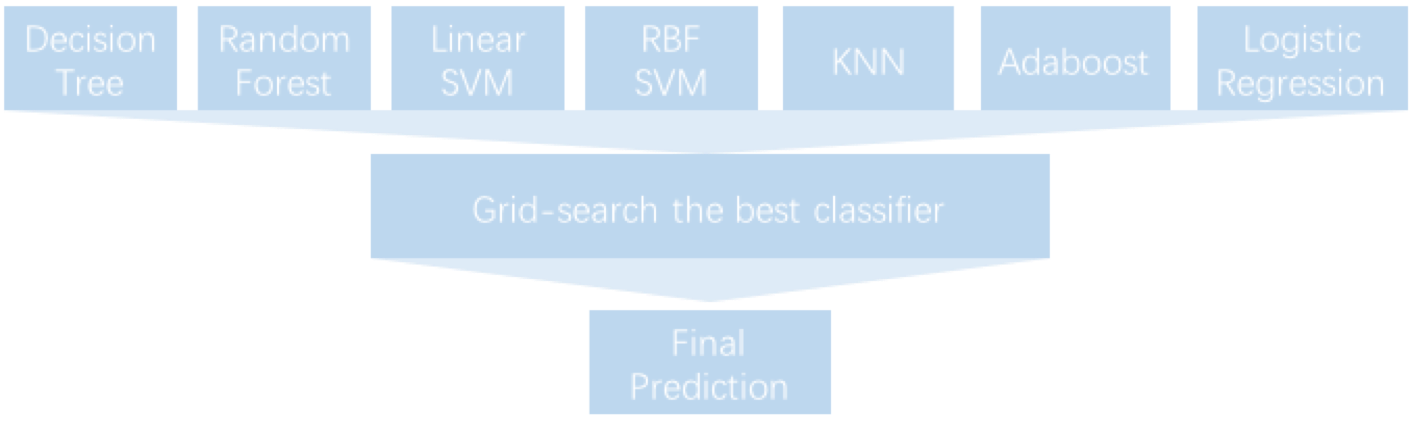 Decision
Tree
Random
Forest
Linear
SVM
RBF
SVM
KNN
Adaboost
Logistic
Regression
Grid-search the best classifier
Final
Prediction